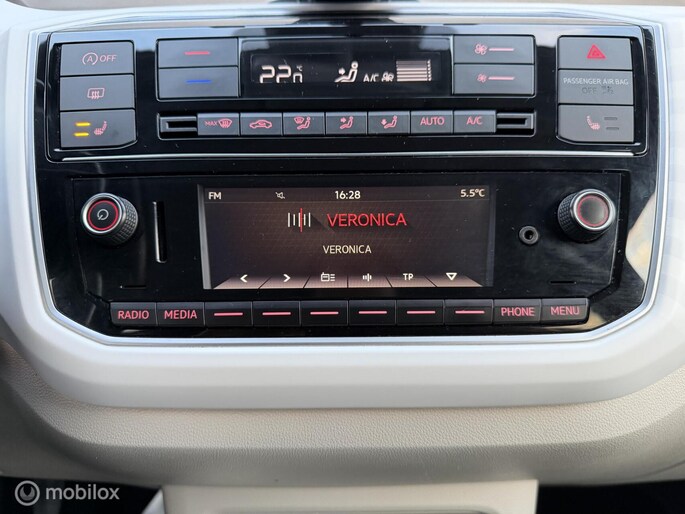 OFF
22°
A/C
PASSENGER AIR BAG
OFF ON
MAX
AUTO
A/C
FM 16:28 5.5°C
VERONICA
VERONICA
< > TP
RADIO MEDIA PHONE MENU
mobilox